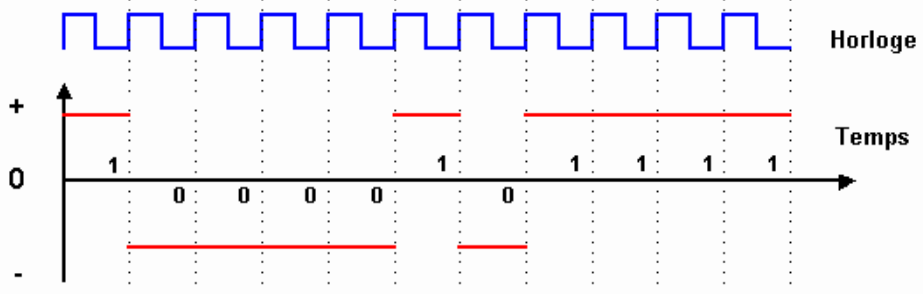 Horloge
+
Temps
1 1 1 1 1 1
0
0 0 0 0 0
-